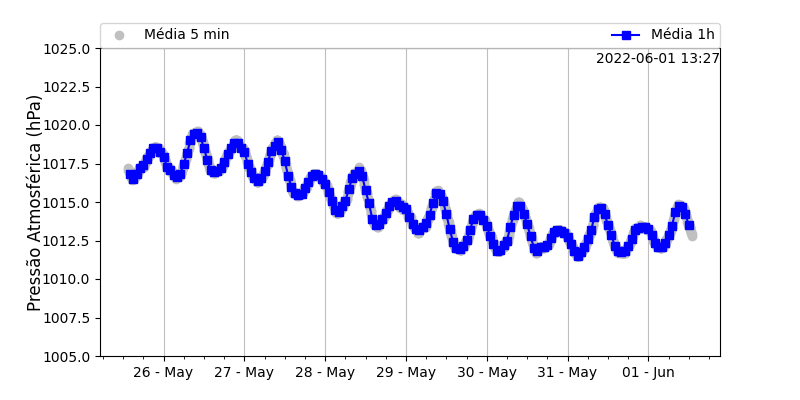 Média 5 min
Média 1h
2022-06-01 13:27
Pressão Atmosférica (hPa)
1025.0
1022.5
1020.0
1017.5
1015.0
1012.5
1010.0
1007.5
1005.0
26 - May
27 - May
28 - May
29 - May
30 - May
31 - May
01 - Jun